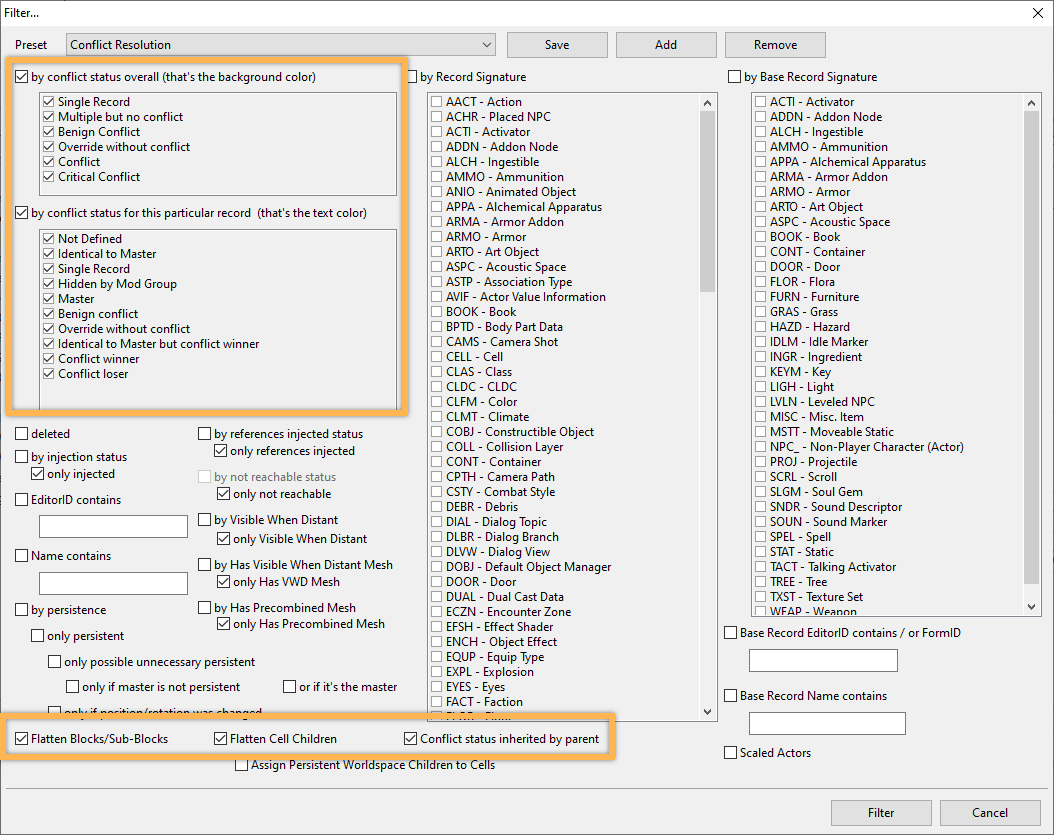 Filter...
Preset
Conflict Resolution
Save
Add
Remove
by conflict status overall (that's the background color)
Single Record
Multiple but no conflict
Benign Conflict
Override without conflict
Conflict
Critical Conflict
by conflict status for this particular record (that's the text color)
Not Defined
Identical to Master
Single Record
Hidden by Mod Group
Master
Benign conflict
Override without conflict
Identical to Master but conflict winner
Conflict winner
Conflict loser
deleted
by injection status
only injected
EditorID contains
Name contains
by persistence
only persistent
only possible unnecessary persistent
only if master is not persistent
or if it's the master
only if position/rotation was changed
by references injected status
only references injected
by not reachable status
only not reachable
by Visible When Distant
only Visible When Distant
by Has Visible When Distant Mesh
only Has VWD Mesh
by Has Precombined Mesh
only Has Precombined Mesh
Flatten Blocks/Sub-Blocks
Flatten Cell Children
Conflict status inherited by parent
Assign Persistent Worldspace Children to Cells
by Record Signature
AACT - Action
ACHR - Placed NPC
ACTI - Activator
ADDN - Addon Node
ALCH - Ingestible
AMMO - Ammunition
ANIO - Animated Object
APPA - Alchemical Apparatus
ARMA - Armor Addon
ARMO - Armor
ARTO - Art Object
ASPC - Acoustic Space
ASTP - Association Type
AVIF - Actor Value Information
BOOK - Book
BPTD - Body Part Data
CAMS - Camera Shot
CELL - Cell
CLAS - Class
CLDC - CLDC
CLFM - Color
CLMT - Climate
COBJ - Constructible Object
COLL - Collision Layer
CONT - Container
CPTH - Camera Path
CSTY - Combat Style
DEBR - Debris
DIAL - Dialog Topic
DLBR - Dialog Branch
DLVW - Dialog View
DOBJ - Default Object Manager
DOOR - Door
DUAL - Dual Cast Data
ECZN - Encounter Zone
EFSH - Effect Shader
ENCH - Object Effect
EQUP - Equip Type
EXPL - Explosion
EYES - Eyes
FACT - Faction
by Base Record Signature
ACTI - Activator
ADDN - Addon Node
ALCH - Ingestible
AMMO - Ammunition
APPA - Alchemical Apparatus
ARMA - Armor Addon
ARMO - Armor
ARTO - Art Object
ASPC - Acoustic Space
BOOK - Book
CONT - Container
DOOR - Door
FLOR - Flora
FURN - Furniture
GRAS - Grass
HAZD - Hazard
IDLM - Idle Marker
INGR - Ingredient
KEYM - Key
LIGH - Light
LVLN - Leveled NPC
MISC - Misc. Item
MSTT - Moveable Static
NPC_ - Non-Player Character (Actor)
PROJ - Projectile
SCRL - Scroll
SLGM - Soul Gem
SNDR - Sound Descriptor
SOUN - Sound Marker
SPEL - Spell
STAT - Static
TACT - Talking Activator
TREE - Tree
TXST - Texture Set
WEAP - Weapon
Base Record EditorID contains / or FormID
Base Record Name contains
Scaled Actors
Filter
Cancel